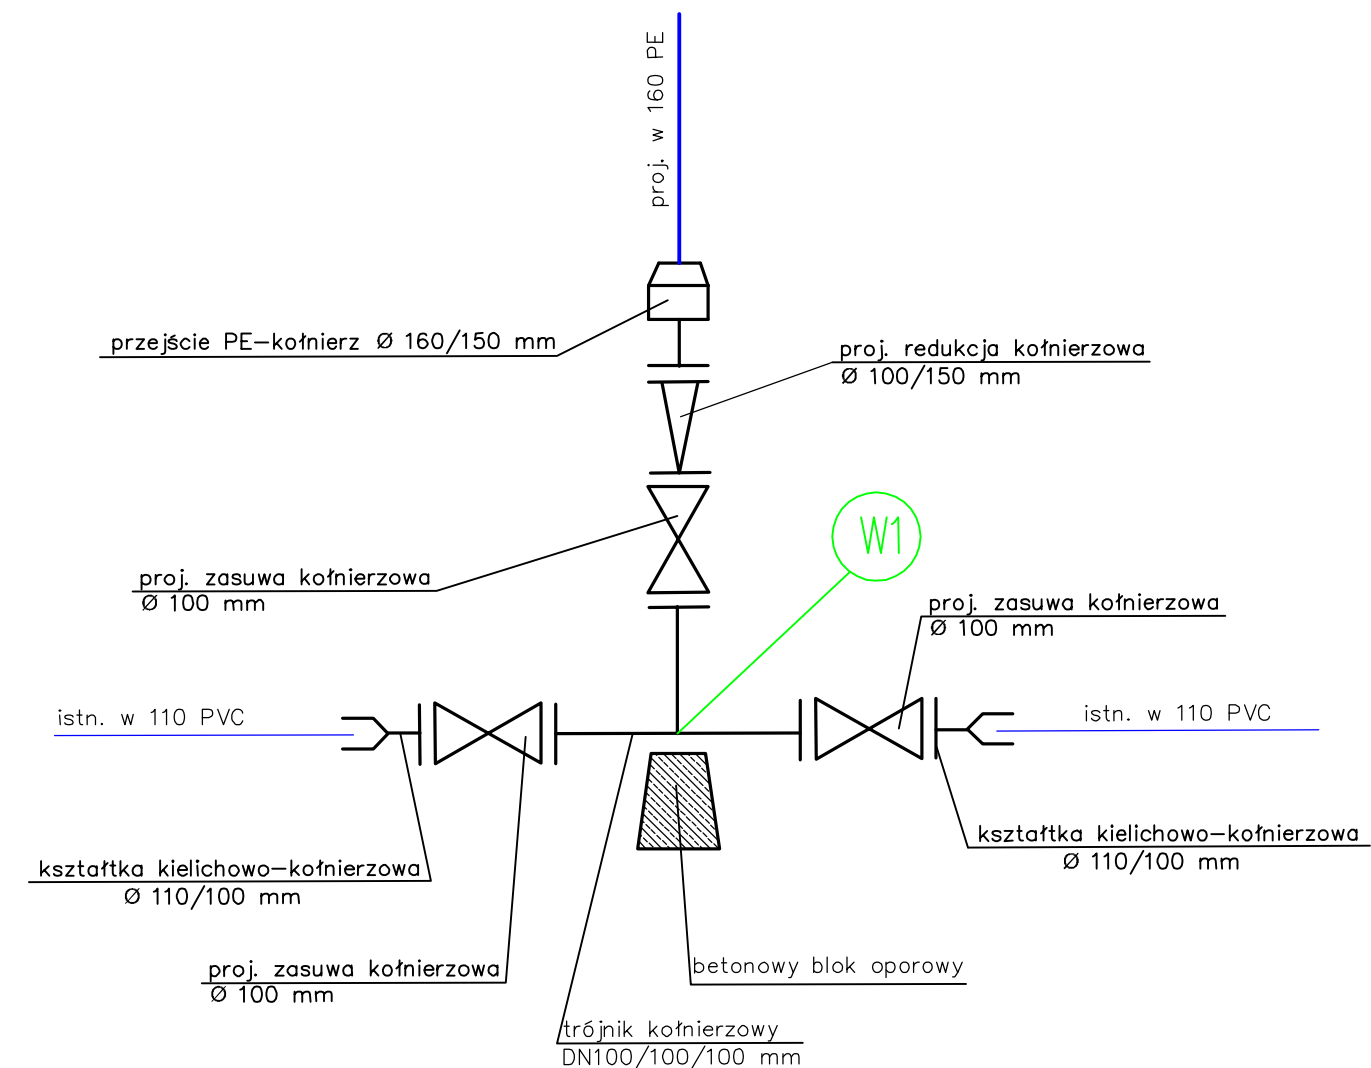 proj. w 160 PE
przejście PE-kołnierz Ø 160/150 mm
proj. redukcja kołnierzowa
Ø 100/150 mm
W1
proj. zasuwa kołnierzowa
Ø 100 mm
proj. zasuwa kołnierzowa
Ø 100 mm
istn. w 110 PVC
istn. w 110 PVC
kształtka kielichowo-kołnierzowa
Ø 110/100 mm
kształtka kielichowo-kołnierzowa
Ø 110/100 mm
proj. zasuwa kołnierzowa
Ø 100 mm
betonowy blok oporowy
trójnik kołnierzowy
DN100/100/100 mm